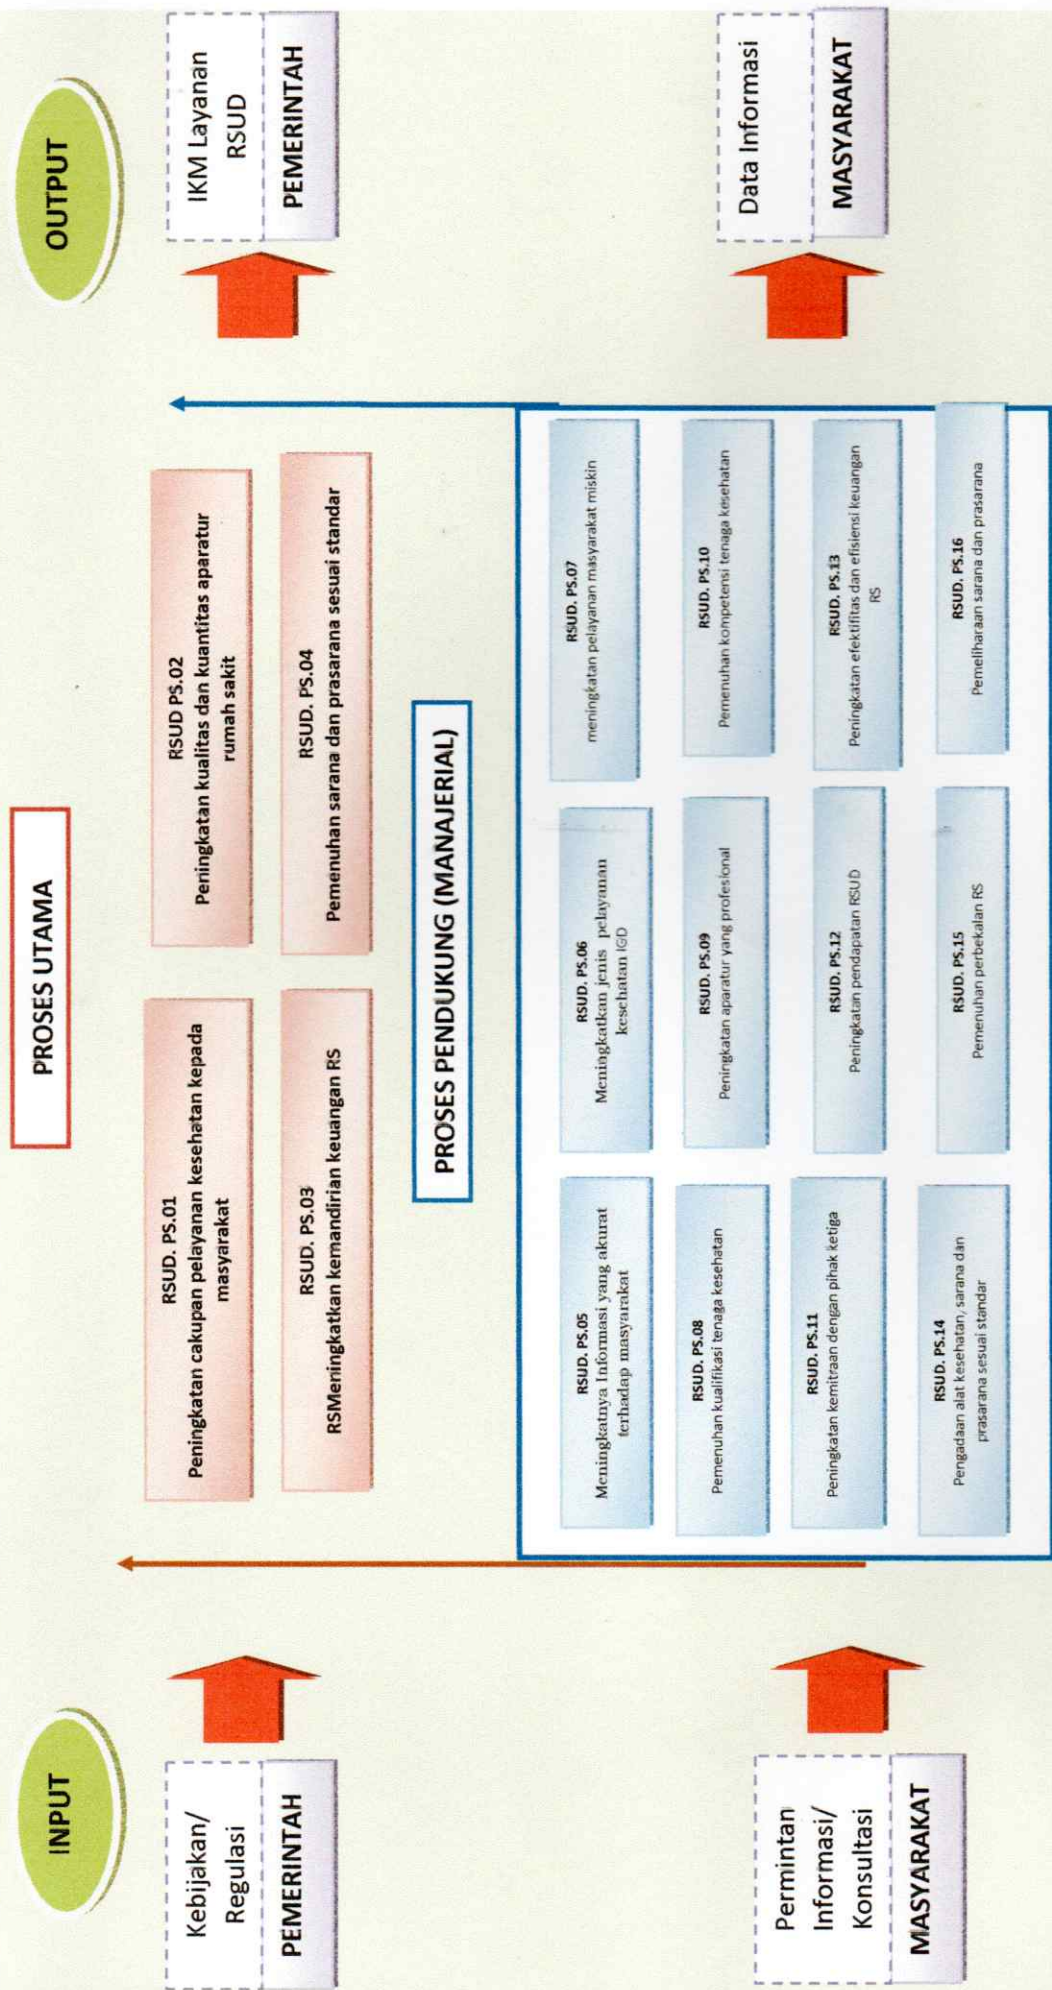 INPUT
PROSES UTAMA
OUTPUT
Kebijakan/
Regulasi
PEMERINTAH
RSUD. PS.01
Peningkatan cakupan pelayanan kesehatan kepada
masyarakat
RSUD PS.02
Peningkatan kualitas dan kuantitas aparatur
rumah sakit
RSUD. PS.03
RSMeningkatkan kemandirian keuangan RS
RSUD. PS.04
Pemenuhan sarana dan prasarana sesuai standar
IKM Layanan
RSUD
PEMERINTAH
PROSES PENDUKUNG (MANAJERIAL)
Permintan
Informasi/
Konsultasi
MASYARAKAT
RSUD. PS.05
Meningkatnya Informasi yang akurat
terhadap masyarakat
RSUD. PS.06
Meningkatkan jenis pelayanan
kesehatan IGD
RSUD. PS.07
meningkatan pelayanan masyarakat miskin
RSUD. PS.08
Pemenuhan kualifikasi tenaga kesehatan
RSUD. PS.09
Peningkatan aparatur yang profesional
RSUD. PS.10
Pemenuhan kompetensi tenaga kesehatan
RSUD. PS.11
Peningkatan kemitraan dengan pihak ketiga
RSUD. PS.12
Peningkatan pendapatan RSUD
RSUD. PS.13
Peningkatan efektifitas dan efisiensi keuangan
RS
RSUD. PS.14
Pengadaan alat kesehatan, sarana dan
prasarana sesuai standar
RSUD. PS.15
Pemenuhan perbekalan RS
RSUD. PS.16
Pemeliharaan sarana dan prasarana
Data Informasi
MASYARAKAT